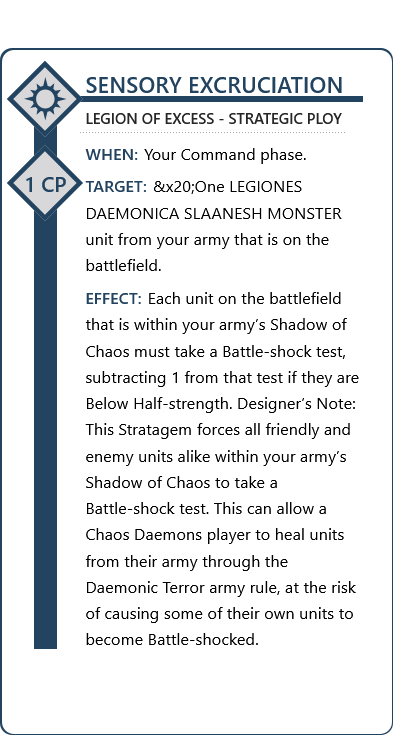 SENSORY EXCRUCIATION
LEGION OF EXCESS - STRATEGIC PLOY
1 CP
WHEN: Your Command phase.
TARGET: &x20;One LEGIONES
DAEMONICA SLAANESH MONSTER
unit from your army that is on the
battlefield.
EFFECT: Each unit on the battlefield
that is within your army’s Shadow of
Chaos must take a Battle-shock test,
subtracting 1 from that test if they are
Below Half-strength. Designer’s Note:
This Stratagem forces all friendly and
enemy units alike within your army’s
Shadow of Chaos to take a
Battle-shock test. This can allow a
Chaos Daemons player to heal units
from their army through the
Daemonic Terror army rule, at the risk
of causing some of their own units to
become Battle-shocked.